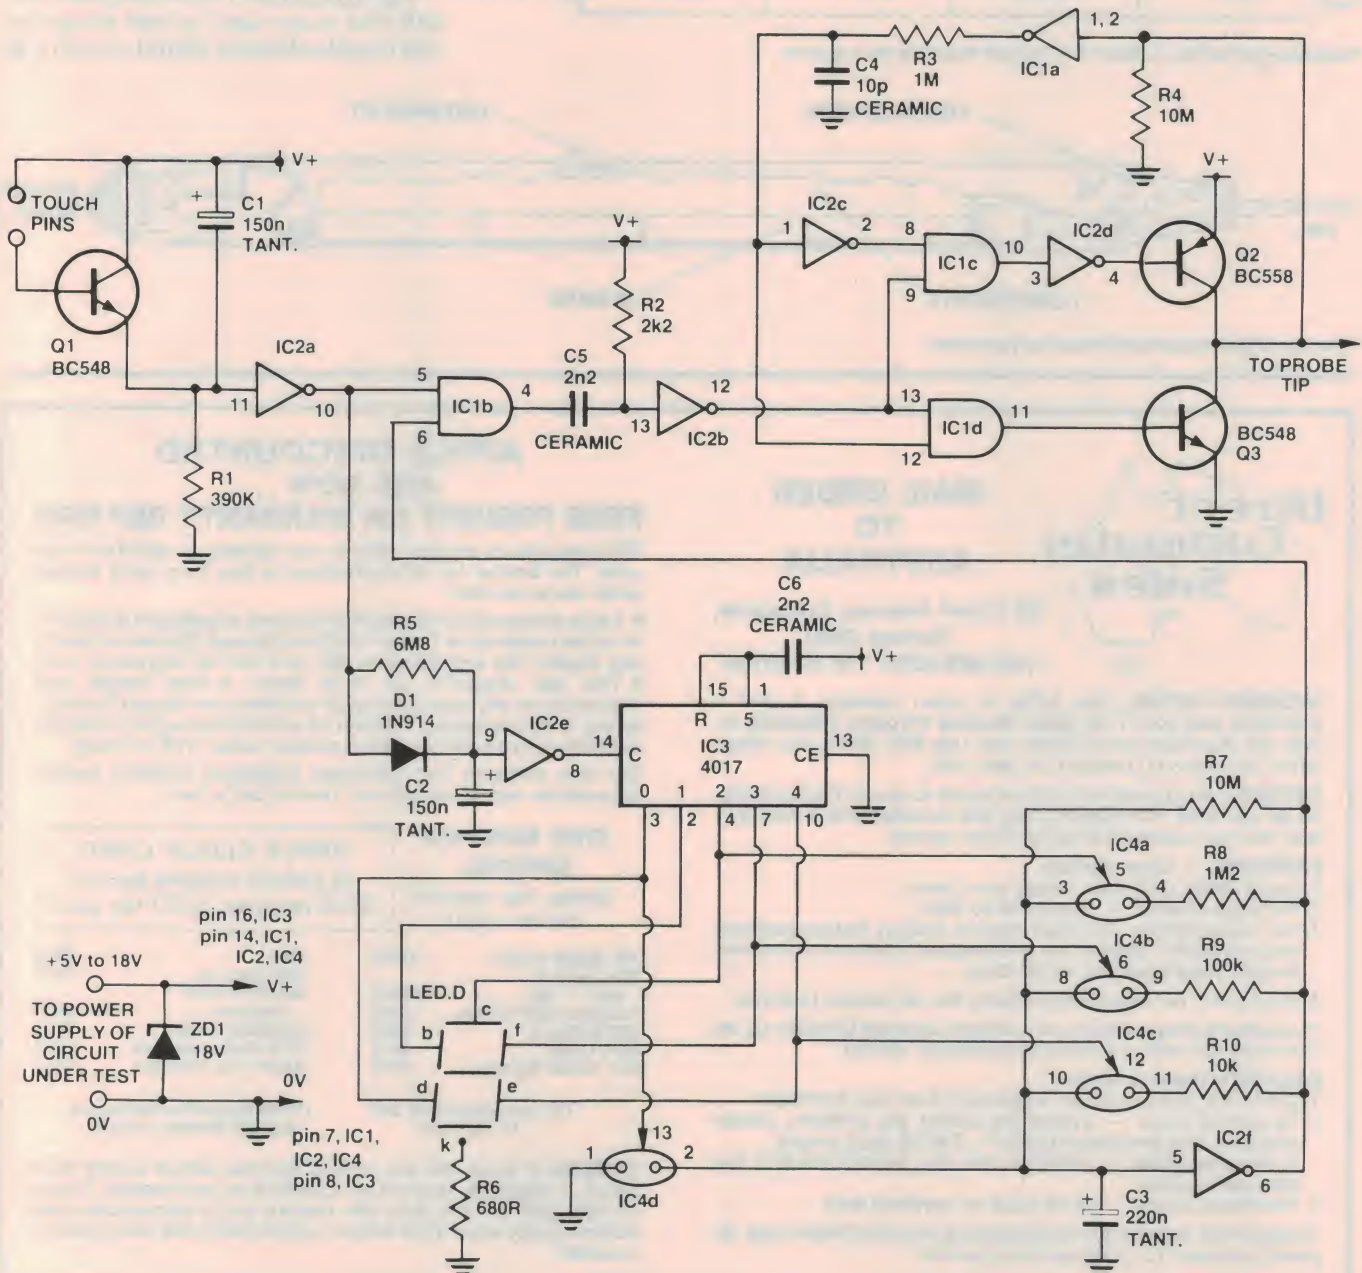 1, 2
IC1a
R3
1M
C4
10p
CERAMIC
R4
10M
V+
TOUCH
PINS
+
C1
150n
TANT.
V+
Q1
BC548
IC2a
11
10
R1
390K
5
6
IC1b
4
C5
2n2
CERAMIC
V+
R2
2k2
13
12
IC2b
1
IC2c
2
8
9
IC1c
10
3
IC2d
4
Q2
BC558
TO PROBE
TIP
13
12
IC1d
11
BC548
Q3
R5
6M8
D1
1N914
9
IC2e
8
+
C2
150n
TANT.
C6
2n2
CERAMIC
V+
15
1
R
5
14
C
IC3
4017
CE
13
0
1
2
3
4
3
2
4
7
10
R7
10M
IC4a
5
3
4
R8
1M2
IC4b
6
8
9
R9
100k
IC4c
12
10
11
R10
10k
IC2f
5
6
+
C3
220n
TANT.
13
1
2
IC4d
LED.D
c
b
f
d
e
k
R6
680R
pin 16, IC3
pin 14, IC1,
IC2, IC4
+5V to 18V
V+
TO POWER
SUPPLY OF
CIRCUIT
UNDER TEST
ZD1
18V
0V
0V
pin 7, IC1,
IC2, IC4
pin 8, IC3